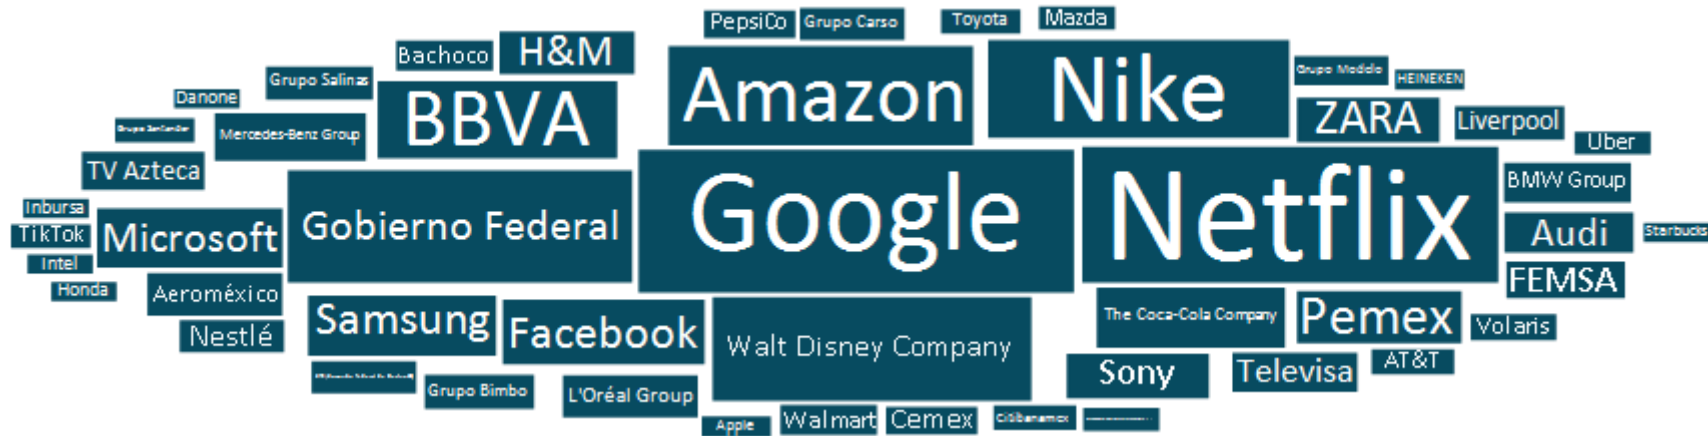 PepsiCo
Grupo Carso
Toyota
Mazda
Bachoco
H&M
Amazon
Nike
Grupo Modelo
HEINEKEN
Grupo Salinas
BBVA
ZARA
Liverpool
Danone
Grupo Santander
Mercedes-Benz Group
Uber
TV Azteca
Google
Netflix
BMW Group
Gobierno Federal
Inbursa
TikTok
Microsoft
Audi
Starbucks
Intel
FEMSA
Honda
Aeroméxico
Samsung
Facebook
Walt Disney Company
The Coca-Cola Company
Pemex
Volaris
Nestlé
Sony
Televisa
AT&T
Grupo Bimbo
L'Oréal Group
Apple
Walmart
Cemex
Citibanamex